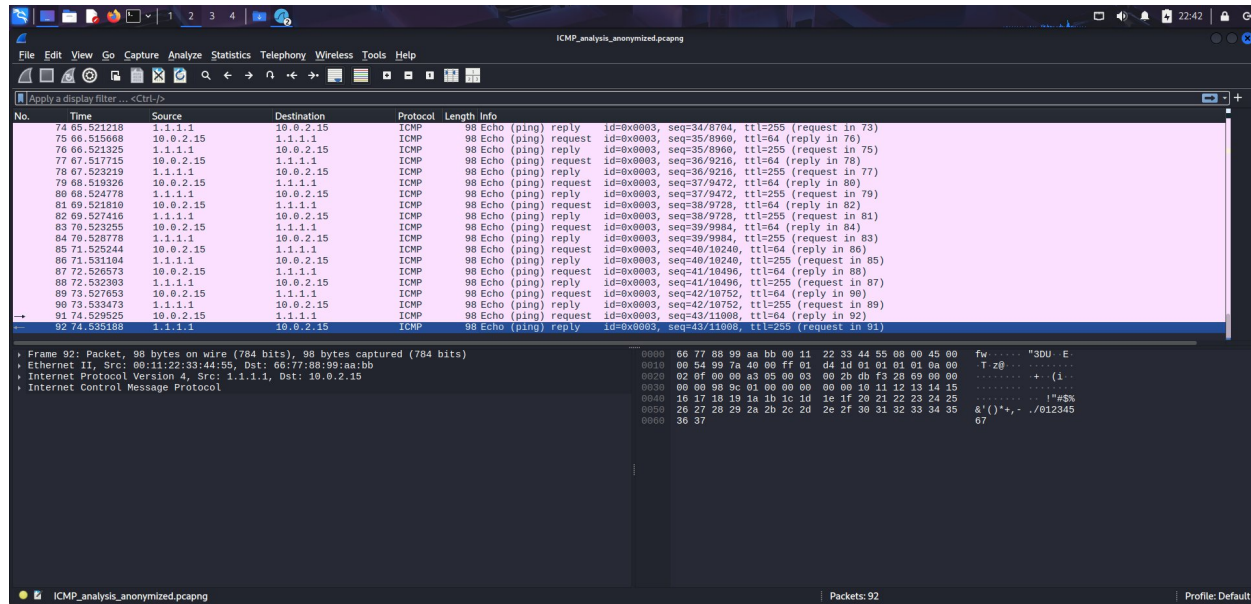 1 2 3 4 22:42
ICMP_analysis_anonymized.pcapng
File Edit View Go Capture Analyze Statistics Telephony Wireless Tools Help
Apply a display filter ... <Ctrl-/>
No. Time Source Destination Protocol Length Info
74 65.521218 1.1.1.1 10.0.2.15 ICMP 98 Echo (ping) reply id=0x0003, seq=34/8704, ttl=255 (request in 73)
75 66.515668 10.0.2.15 1.1.1.1 ICMP 98 Echo (ping) request id=0x0003, seq=35/8960, ttl=64 (reply in 76)
76 66.521325 1.1.1.1 10.0.2.15 ICMP 98 Echo (ping) reply id=0x0003, seq=35/8960, ttl=255 (request in 75)
77 67.517715 10.0.2.15 1.1.1.1 ICMP 98 Echo (ping) request id=0x0003, seq=36/9216, ttl=64 (reply in 78)
78 67.523219 1.1.1.1 10.0.2.15 ICMP 98 Echo (ping) reply id=0x0003, seq=36/9216, ttl=255 (request in 77)
79 68.519326 10.0.2.15 1.1.1.1 ICMP 98 Echo (ping) request id=0x0003, seq=37/9472, ttl=64 (reply in 80)
80 68.524778 1.1.1.1 10.0.2.15 ICMP 98 Echo (ping) reply id=0x0003, seq=37/9472, ttl=255 (request in 79)
81 69.521810 10.0.2.15 1.1.1.1 ICMP 98 Echo (ping) request id=0x0003, seq=38/9728, ttl=64 (reply in 82)
82 69.527416 1.1.1.1 10.0.2.15 ICMP 98 Echo (ping) reply id=0x0003, seq=38/9728, ttl=255 (request in 81)
83 70.523255 10.0.2.15 1.1.1.1 ICMP 98 Echo (ping) request id=0x0003, seq=39/9984, ttl=64 (reply in 84)
84 70.528778 1.1.1.1 10.0.2.15 ICMP 98 Echo (ping) reply id=0x0003, seq=39/9984, ttl=255 (request in 83)
85 71.525244 10.0.2.15 1.1.1.1 ICMP 98 Echo (ping) request id=0x0003, seq=40/10240, ttl=64 (reply in 86)
86 71.531104 1.1.1.1 10.0.2.15 ICMP 98 Echo (ping) reply id=0x0003, seq=40/10240, ttl=255 (request in 85)
87 72.526573 10.0.2.15 1.1.1.1 ICMP 98 Echo (ping) request id=0x0003, seq=41/10496, ttl=64 (reply in 88)
88 72.532303 1.1.1.1 10.0.2.15 ICMP 98 Echo (ping) reply id=0x0003, seq=41/10496, ttl=255 (request in 87)
89 73.527653 10.0.2.15 1.1.1.1 ICMP 98 Echo (ping) request id=0x0003, seq=42/10752, ttl=64 (reply in 90)
90 73.533473 1.1.1.1 10.0.2.15 ICMP 98 Echo (ping) reply id=0x0003, seq=42/10752, ttl=255 (request in 89)
91 74.529525 10.0.2.15 1.1.1.1 ICMP 98 Echo (ping) request id=0x0003, seq=43/11008, ttl=64 (reply in 92)
92 74.535188 1.1.1.1 10.0.2.15 ICMP 98 Echo (ping) reply id=0x0003, seq=43/11008, ttl=255 (request in 91)
Frame 92: Packet, 98 bytes on wire (784 bits), 98 bytes captured (784 bits)
Ethernet II, Src: 00:11:22:33:44:55, Dst: 66:77:88:99:aa:bb
Internet Protocol Version 4, Src: 1.1.1.1, Dst: 10.0.2.15
Internet Control Message Protocol
0000 66 77 88 99 aa bb 00 11 22 33 44 55 08 00 45 00 fw······ "3DU··E·
0010 00 54 99 7a 40 00 ff 01 d4 1d 01 01 01 01 0a 00 ·T·z@··· ········
0020 02 0f 00 00 a3 05 00 03 00 2b db f3 28 69 00 00 ········ ·+··(i··
0030 00 00 98 9c 01 00 00 00 00 00 10 11 12 13 14 15 ········ ········
0040 16 17 18 19 1a 1b 1c 1d 1e 1f 20 21 22 23 24 25 ········ ·· !"#$%
0050 26 27 28 29 2a 2b 2c 2d 2e 2f 30 31 32 33 34 35 &'()*+,- ./012345
0060 36 37 67
ICMP_analysis_anonymized.pcapng Packets: 92 Profile: Default